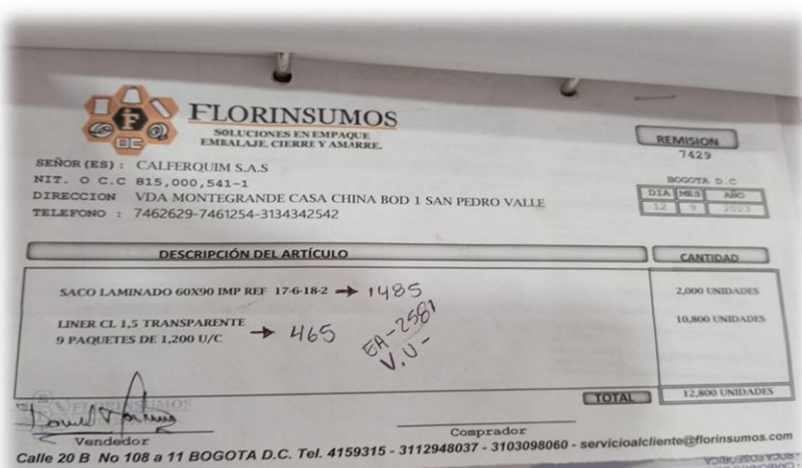 FLORINSUMOS
SOLUCIONES EN EMPAQUE
EMBALAJE, CIERRE Y AMARRE.
REMISION
7429
SEÑOR (ES) : CALFERQUIM S.A.S
NIT. O C.C 815,000,541-1
DIRECCION VDA MONTEGRANDE CASA CHINA BOD 1 SAN PEDRO VALLE
TELEFONO : 7462629-7461254-3134342542
BOGOTA D.C
DIA MES AÑO
12 9 2023
DESCRIPCIÓN DEL ARTÍCULO CANTIDAD
SACO LAMINADO 60X90 IMP REF 17-6-18-2 → 1485 2,000 UNIDADES
LINER CL 1,5 TRANSPARENTE 10,800 UNIDADES
9 PAQUETES DE 1,200 U/C → 465
EA-2581
V.U-
TOTAL 12,800 UNIDADES
FLORINSUMOS
Vendedor Comprador
Calle 20 B No 108 a 11 BOGOTA D.C. Tel. 4159315 - 3112948037 - 3103098060 - servicioalcliente@florinsumos.com